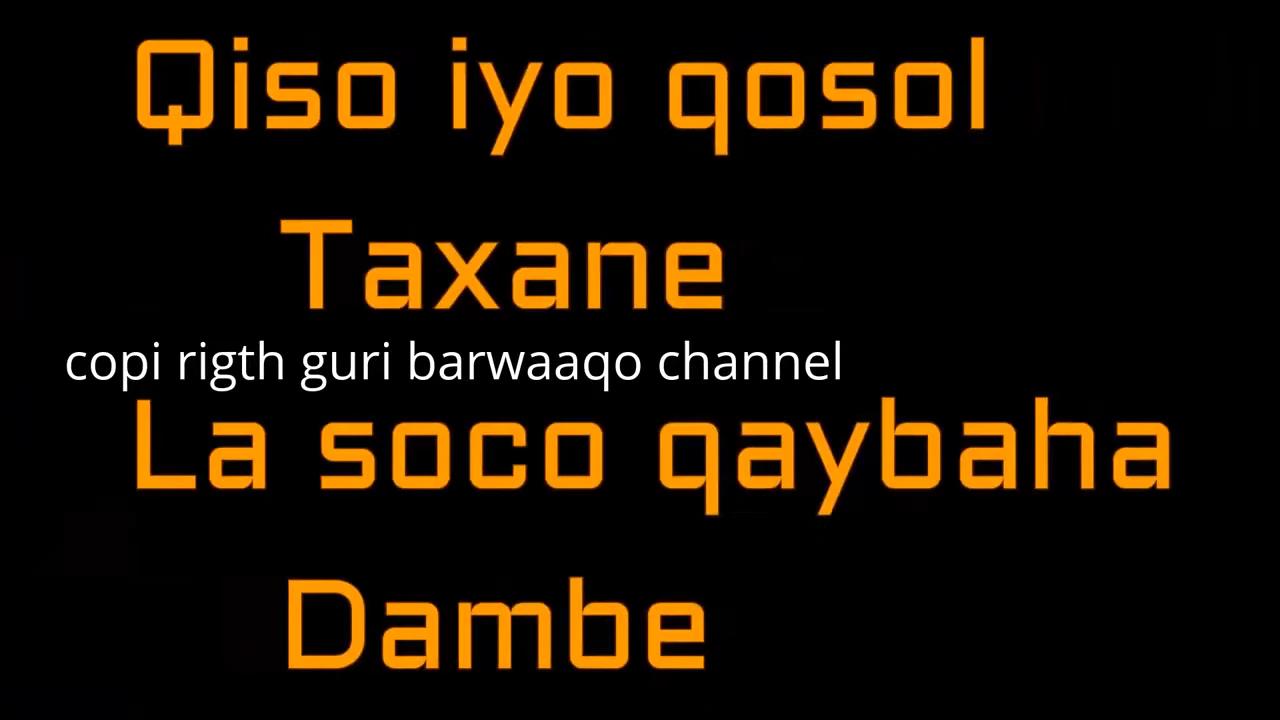 Qiso iyo qosol
Taxane
copi rigth guri barwaaqo channel
La soco qaybaha
Dambe